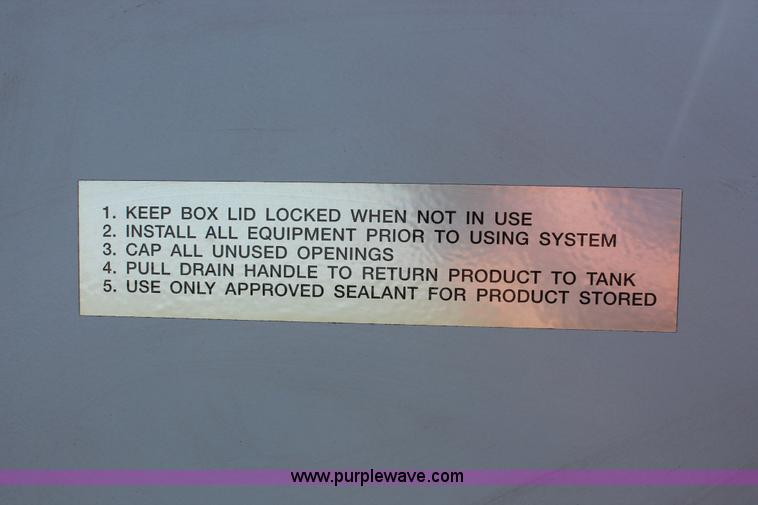 1. KEEP BOX LID LOCKED WHEN NOT IN USE
2. INSTALL ALL EQUIPMENT PRIOR TO USING SYSTEM
3. CAP ALL UNUSED OPENINGS
4. PULL DRAIN HANDLE TO RETURN PRODUCT TO TANK
5. USE ONLY APPROVED SEALANT FOR PRODUCT STORED
www.purplewave.com